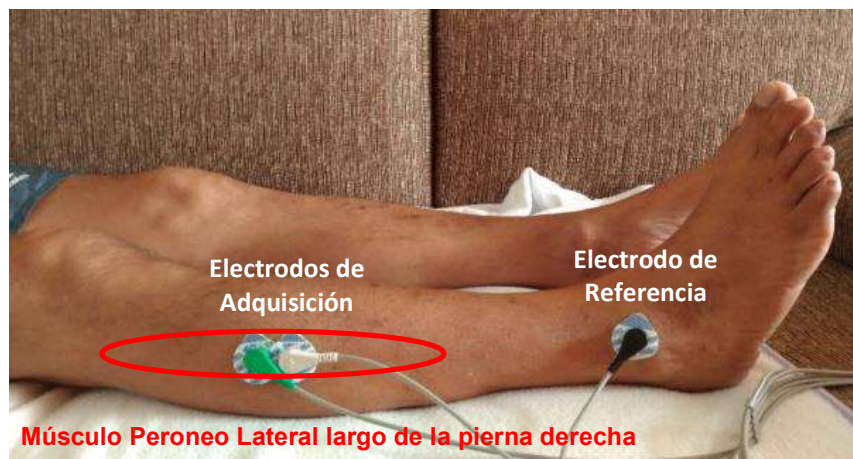 Electrodos de
Adquisición
Electrodo de
Referencia
Músculo Peroneo Lateral largo de la pierna derecha